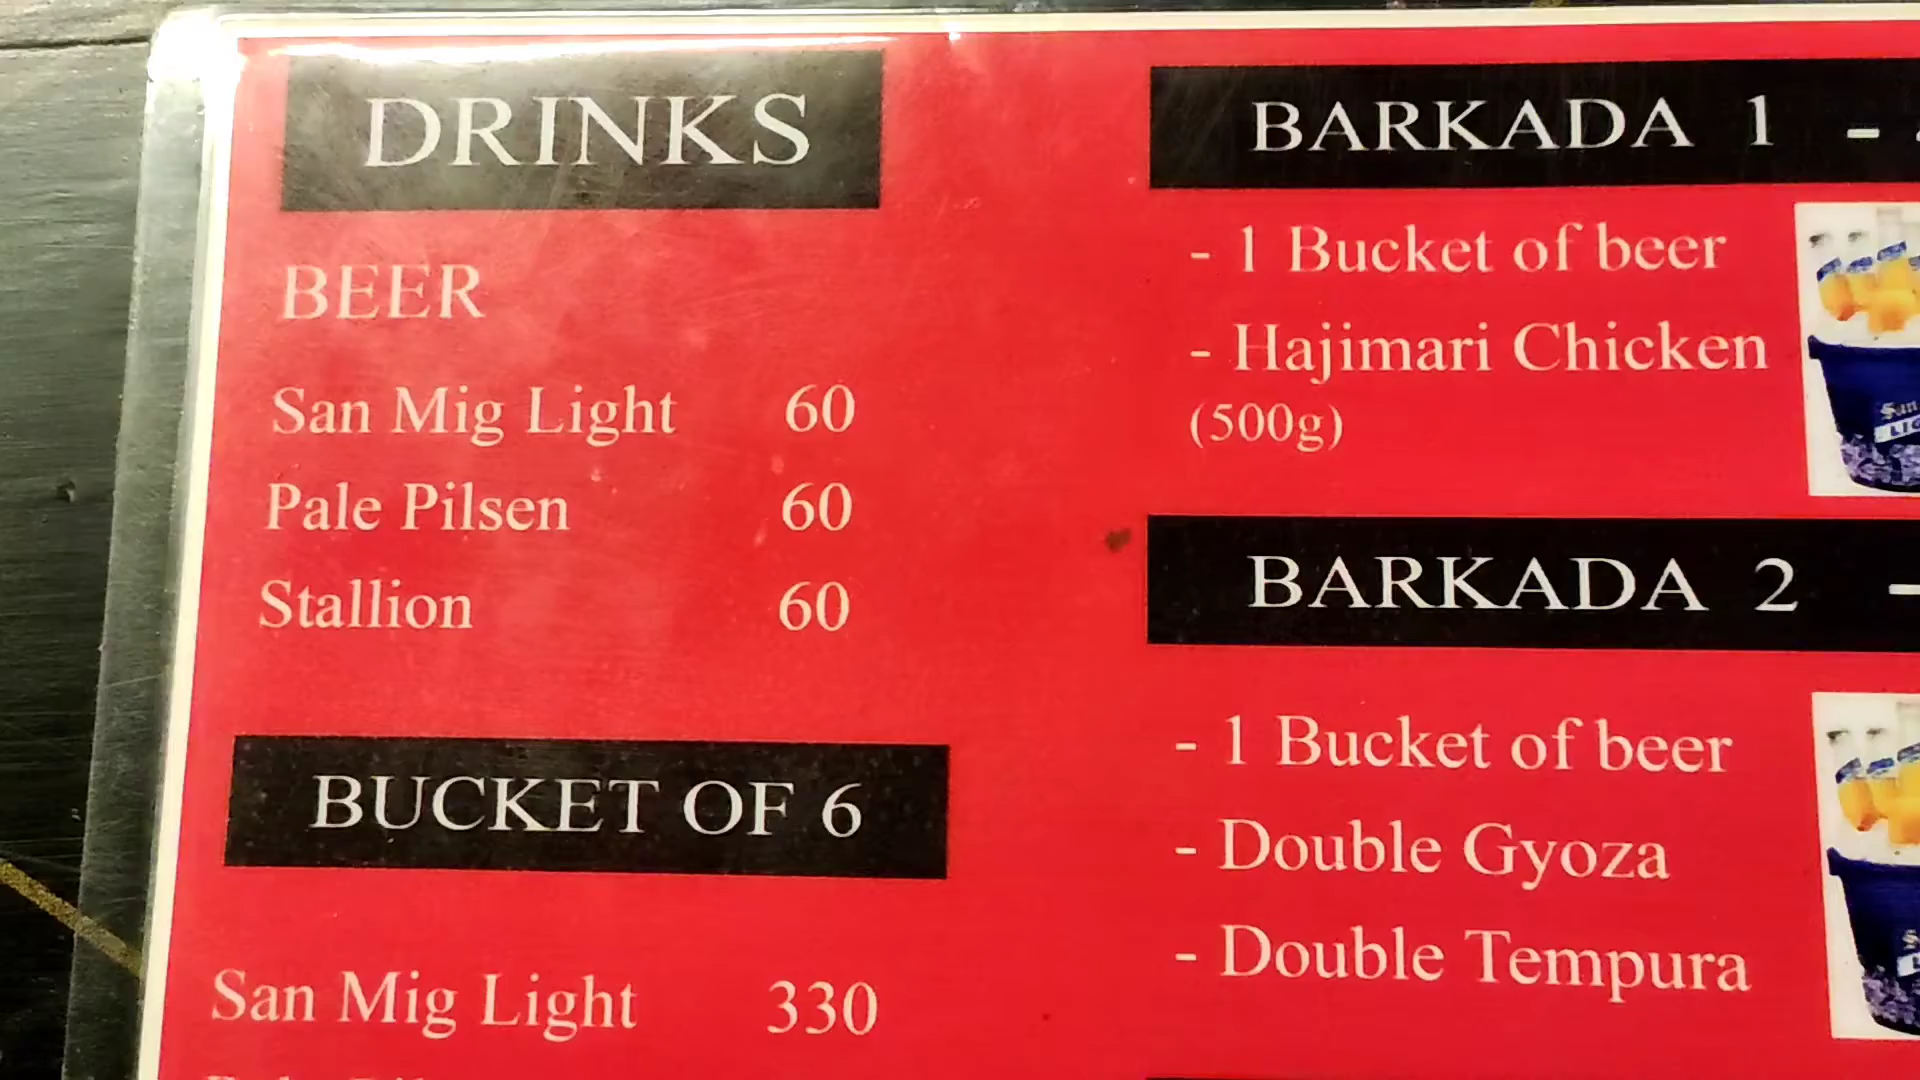 DRINKS
BEER
San Mig Light 60
Pale Pilsen 60
Stallion 60
BUCKET OF 6
San Mig Light 330
BARKADA 1 -
- 1 Bucket of beer
- Hajimari Chicken
(500g)
BARKADA 2 -
- 1 Bucket of beer
- Double Gyoza
- Double Tempura